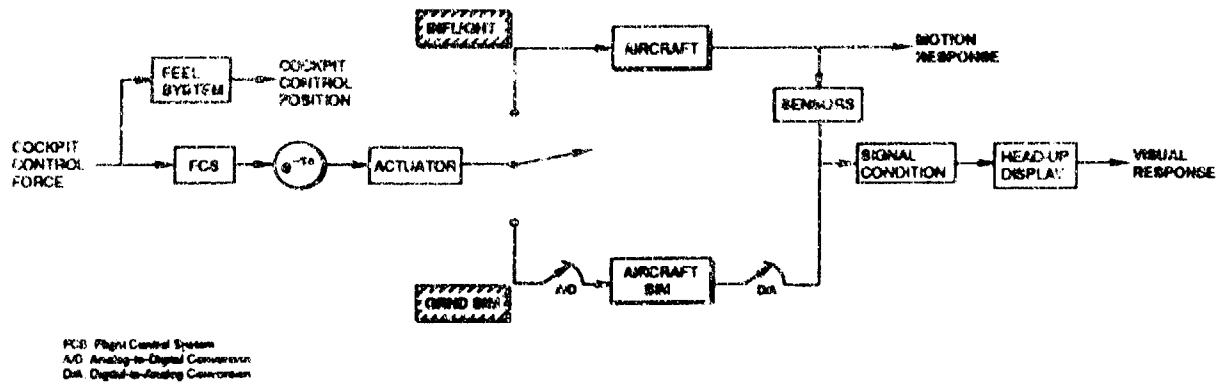 INFLIGHT
AIRCRAFT
MOTION
RESPONSE
FEEL
SYSTEM
COCKPIT
CONTROL
POSITION
SENSORS
COCKPIT
CONTROL
FORCE
FCS
ACTUATOR
SIGNAL
CONDITION
HEAD-UP
DISPLAY
VISUAL
RESPONSE
GRND SIM
A/D
AIRCRAFT
SIM
D/A
FCS Flight Control System
A/D Analog-to-Digital Conversion
D/A Digital-to-Analog Conversion